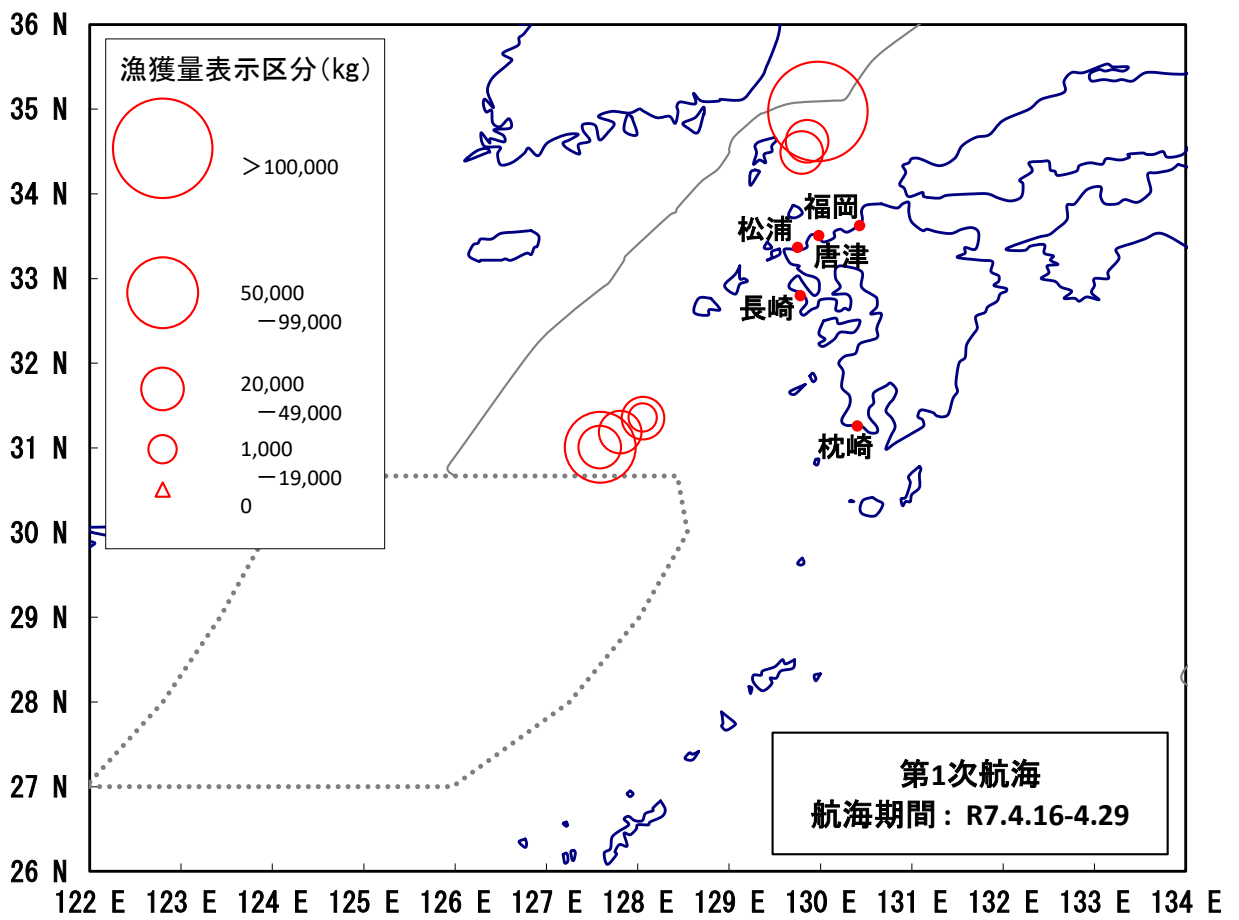 36 N
35 N
34 N
33 N
32 N
31 N
30 N
29 N
28 N
27 N
26 N
漁獲量表示区分(kg)
＞100,000
50,000
－99,000
20,000
－49,000
1,000
－19,000
0
福岡
松浦
唐津
長崎
枕崎
第1次航海
航海期間： R7.4.16-4.29
122 E 123 E 124 E 125 E 126 E 127 E 128 E 129 E 130 E 131 E 132 E 133 E 134 E